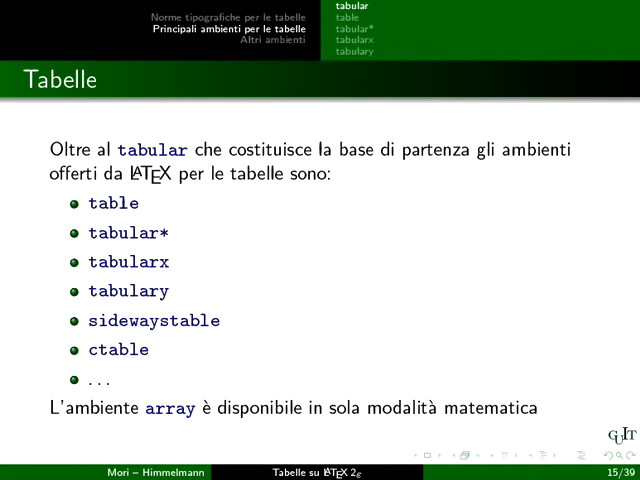 Norme tipografiche per le tabelle
Principali ambienti per le tabelle
Altri ambienti
tabular
table
tabular*
tabularx
tabulary
Tabelle
Oltre al tabular che costituisce la base di partenza gli ambienti
offerti da LATEX per le tabelle sono:
table
tabular*
tabularx
tabulary
sidewaystable
ctable
...
L'ambiente array è disponibile in sola modalità matematica
GUIT
Mori – Himmelmann
Tabelle su LATEX 2ε
15/39